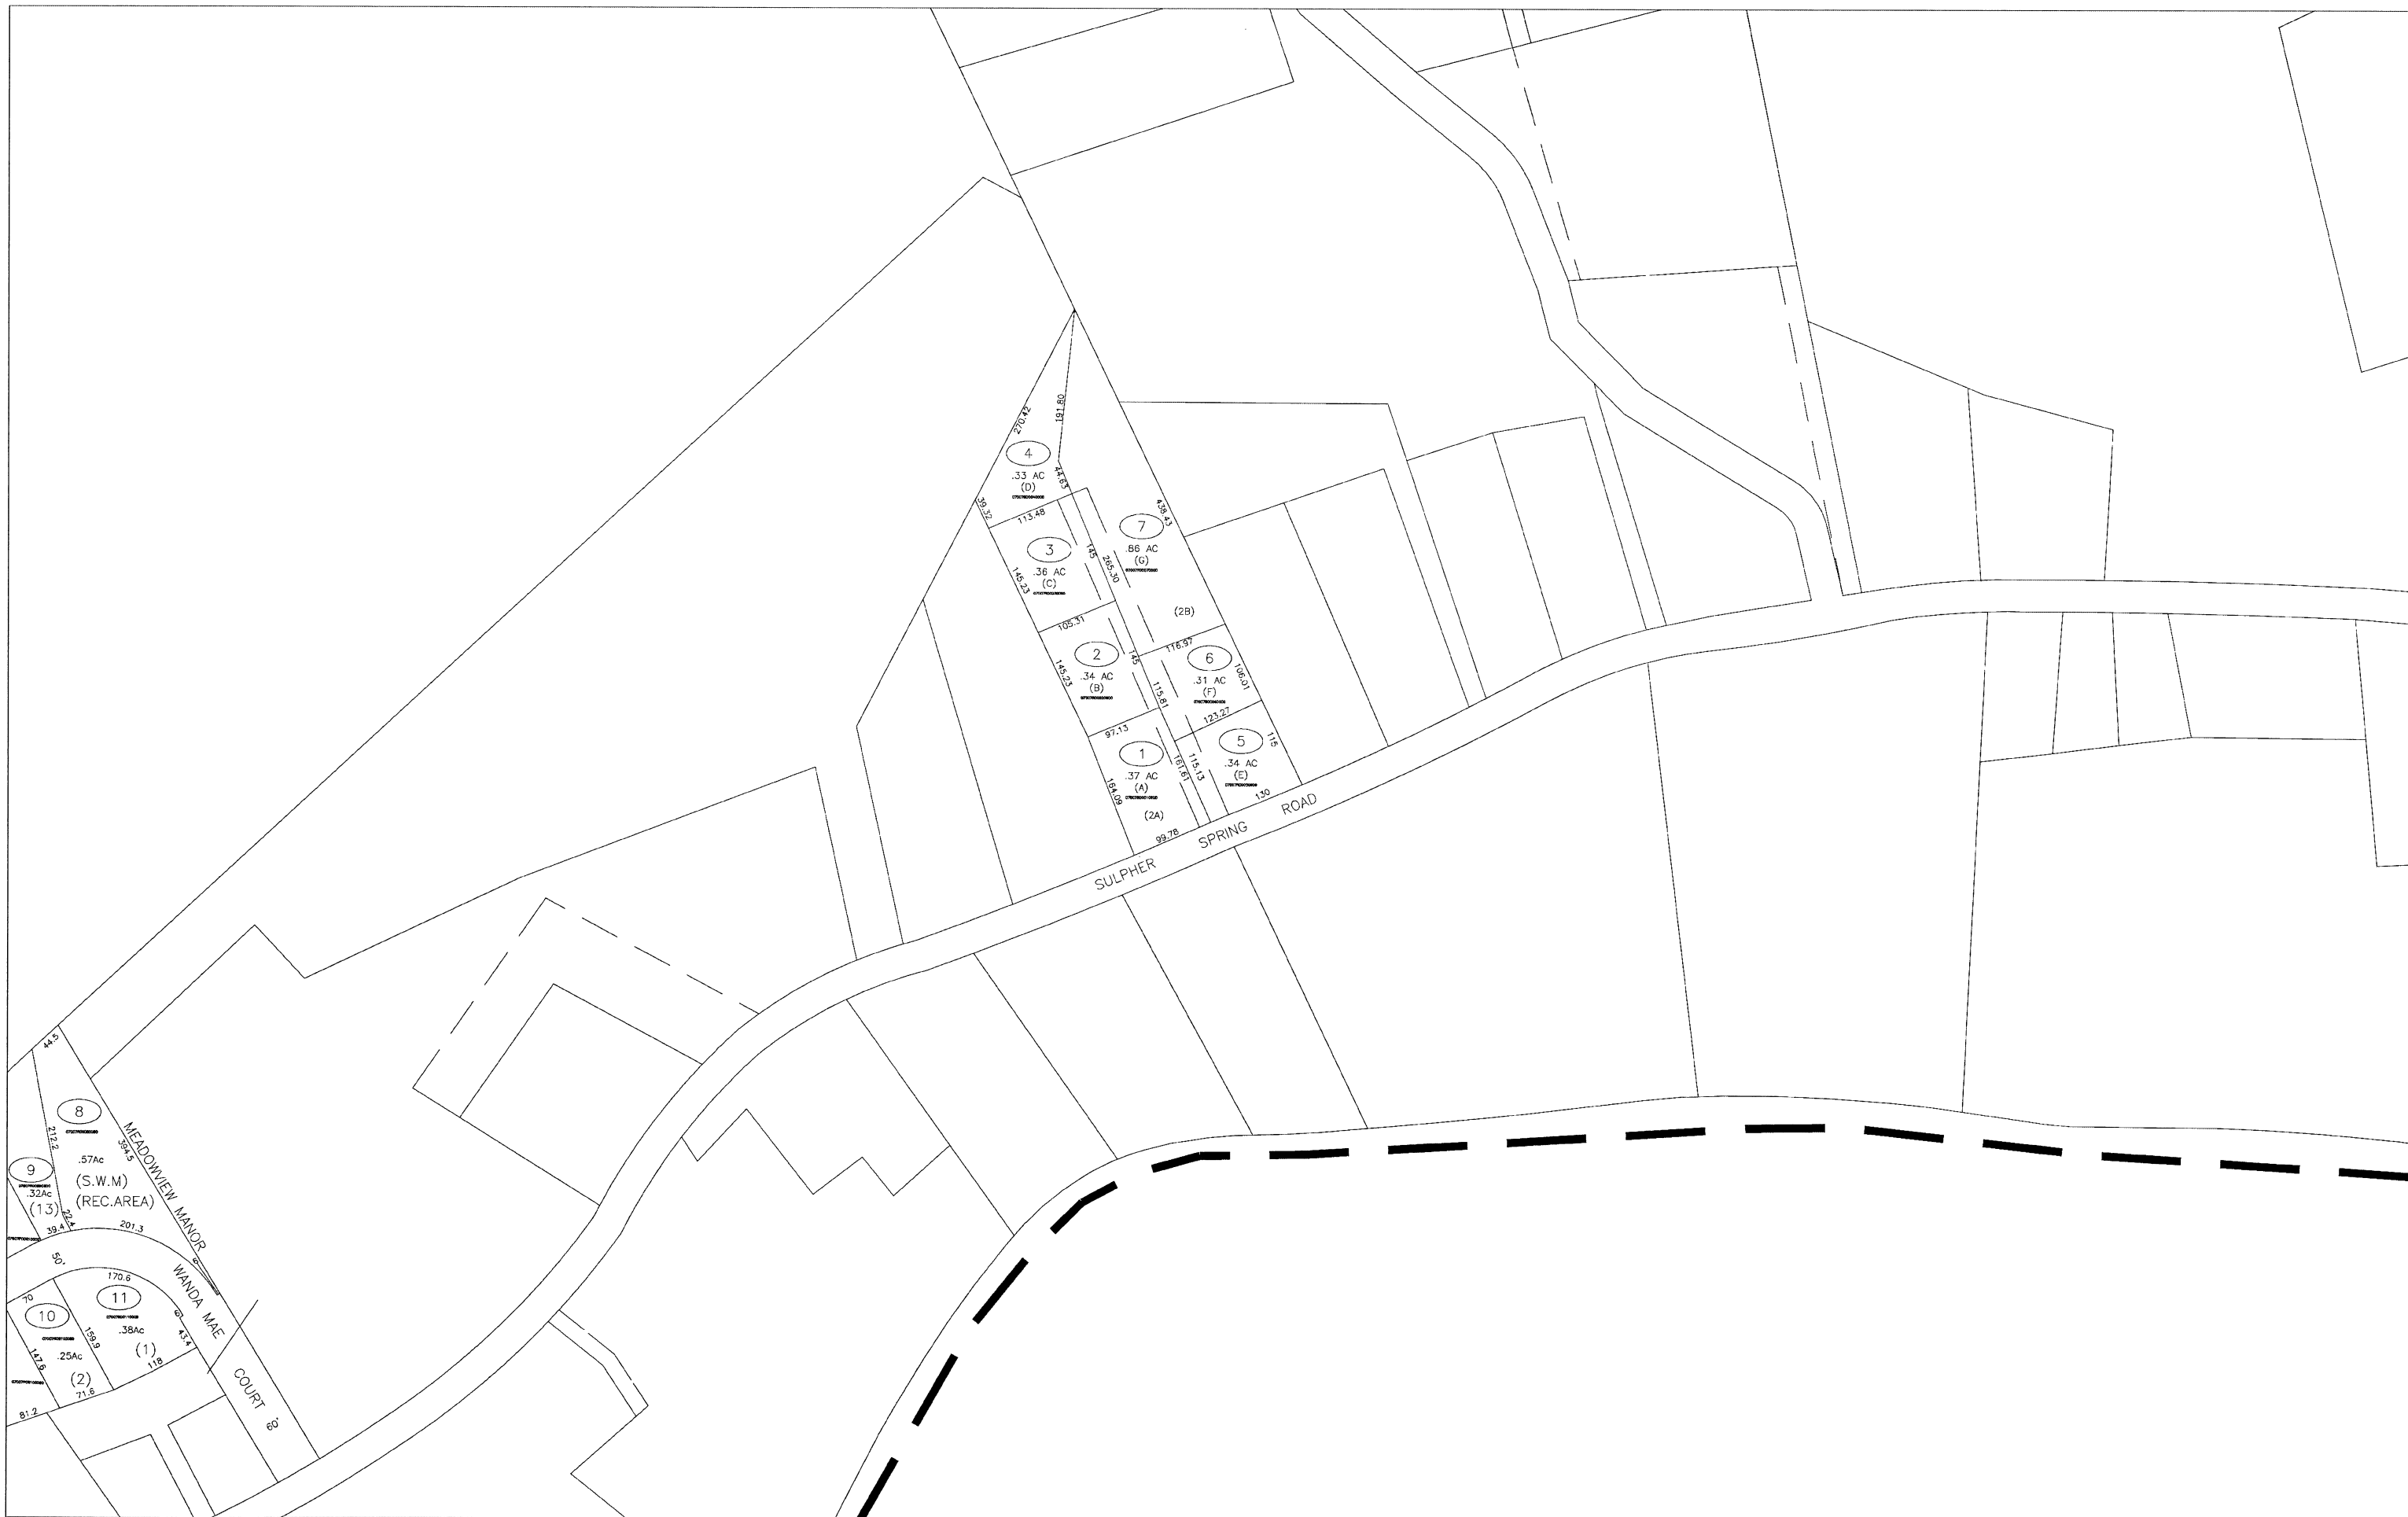 270.42
191.80
4
.33 AC
(D)
44.63
39.32
113.48
3
.36 AC
(C)
145
265.30
145.23
438.43
7
.86 AC
(G)
(2B)
105.31
2
.34 AC
(B)
145
145.23
116.97
6
.31 AC
(F)
106.01
115.81
123.27
97.13
1
.37 AC
(A)
(2A)
164.09
161.61
115.13
5
.34 AC
(E)
115
130
99.78
SULPHER SPRING ROAD
44.5
8
212.2
394.5
.57Ac
(S.W.M)
(REC.AREA)
MEADOWVIEW MANOR
9
.32Ac
(13)
22.4
39.4
201.3
50'
170.6
WANDA MAE COURT 60'
70
10
.25Ac
(2)
147.6
159.9
11
.38Ac
(1)
43.4
118
71.6
81.2